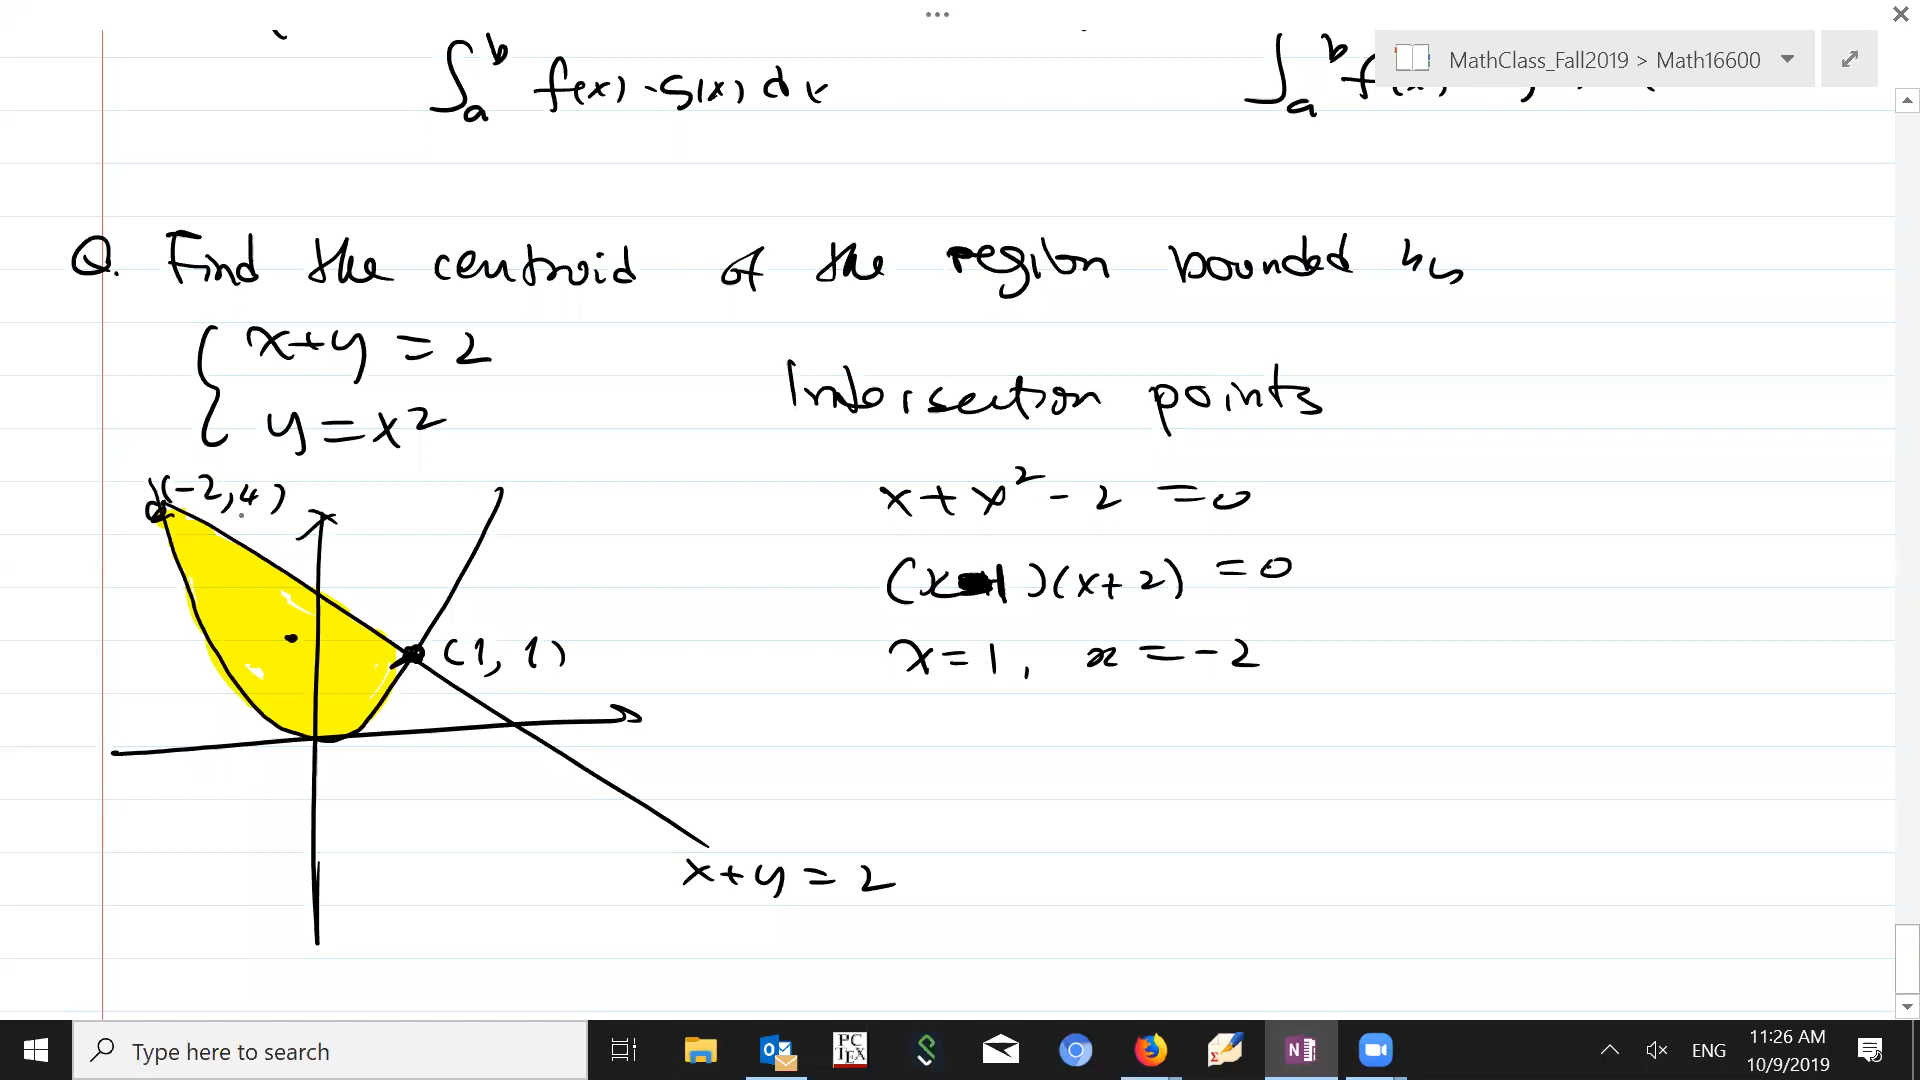 MathClass_Fall2019 > Math16600
∫ₐᵇ f(x) - g(x) dx
∫ₐᵇ f
Q. Find the centroid of the region bounded by
x+y = 2
y = x²
Intersection points
(-2,4)
x + x² - 2 = 0
(x-1)(x+2) = 0
(1, 1)
x = 1, x = -2
x+y = 2
Type here to search
PC
TEX
ENG
11:26 AM
10/9/2019